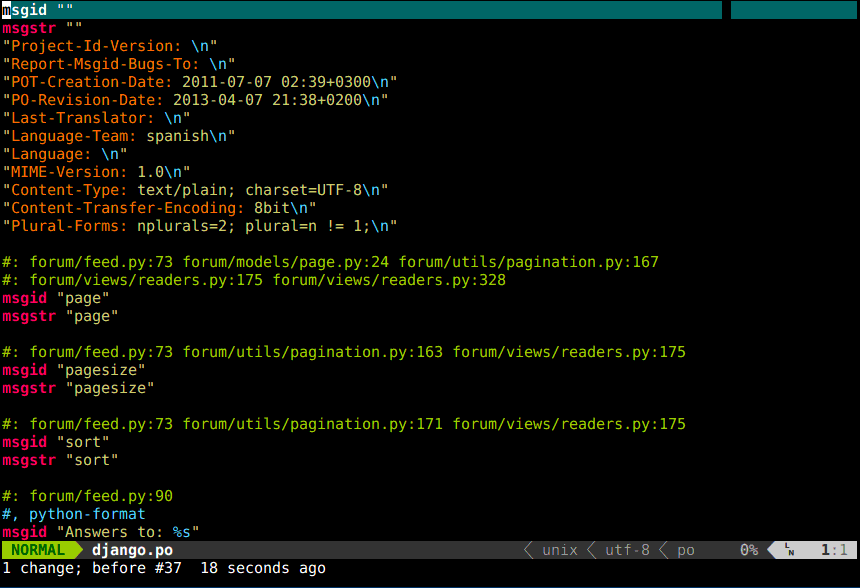 msgid ""
msgstr ""
"Project-Id-Version: \n"
"Report-Msgid-Bugs-To: \n"
"POT-Creation-Date: 2011-07-07 02:39+0300\n"
"PO-Revision-Date: 2013-04-07 21:38+0200\n"
"Last-Translator: \n"
"Language-Team: spanish\n"
"Language: \n"
"MIME-Version: 1.0\n"
"Content-Type: text/plain; charset=UTF-8\n"
"Content-Transfer-Encoding: 8bit\n"
"Plural-Forms: nplurals=2; plural=n != 1;\n"

#: forum/feed.py:73 forum/models/page.py:24 forum/utils/pagination.py:167
#: forum/views/readers.py:175 forum/views/readers.py:328
msgid "page"
msgstr "page"

#: forum/feed.py:73 forum/utils/pagination.py:163 forum/views/readers.py:175
msgid "pagesize"
msgstr "pagesize"

#: forum/feed.py:73 forum/utils/pagination.py:171 forum/views/readers.py:175
msgid "sort"
msgstr "sort"

#: forum/feed.py:90
#, python-format
msgid "Answers to: %s"
NORMAL django.po unix utf-8 po 0% LN 1:1
1 change; before #37  18 seconds ago